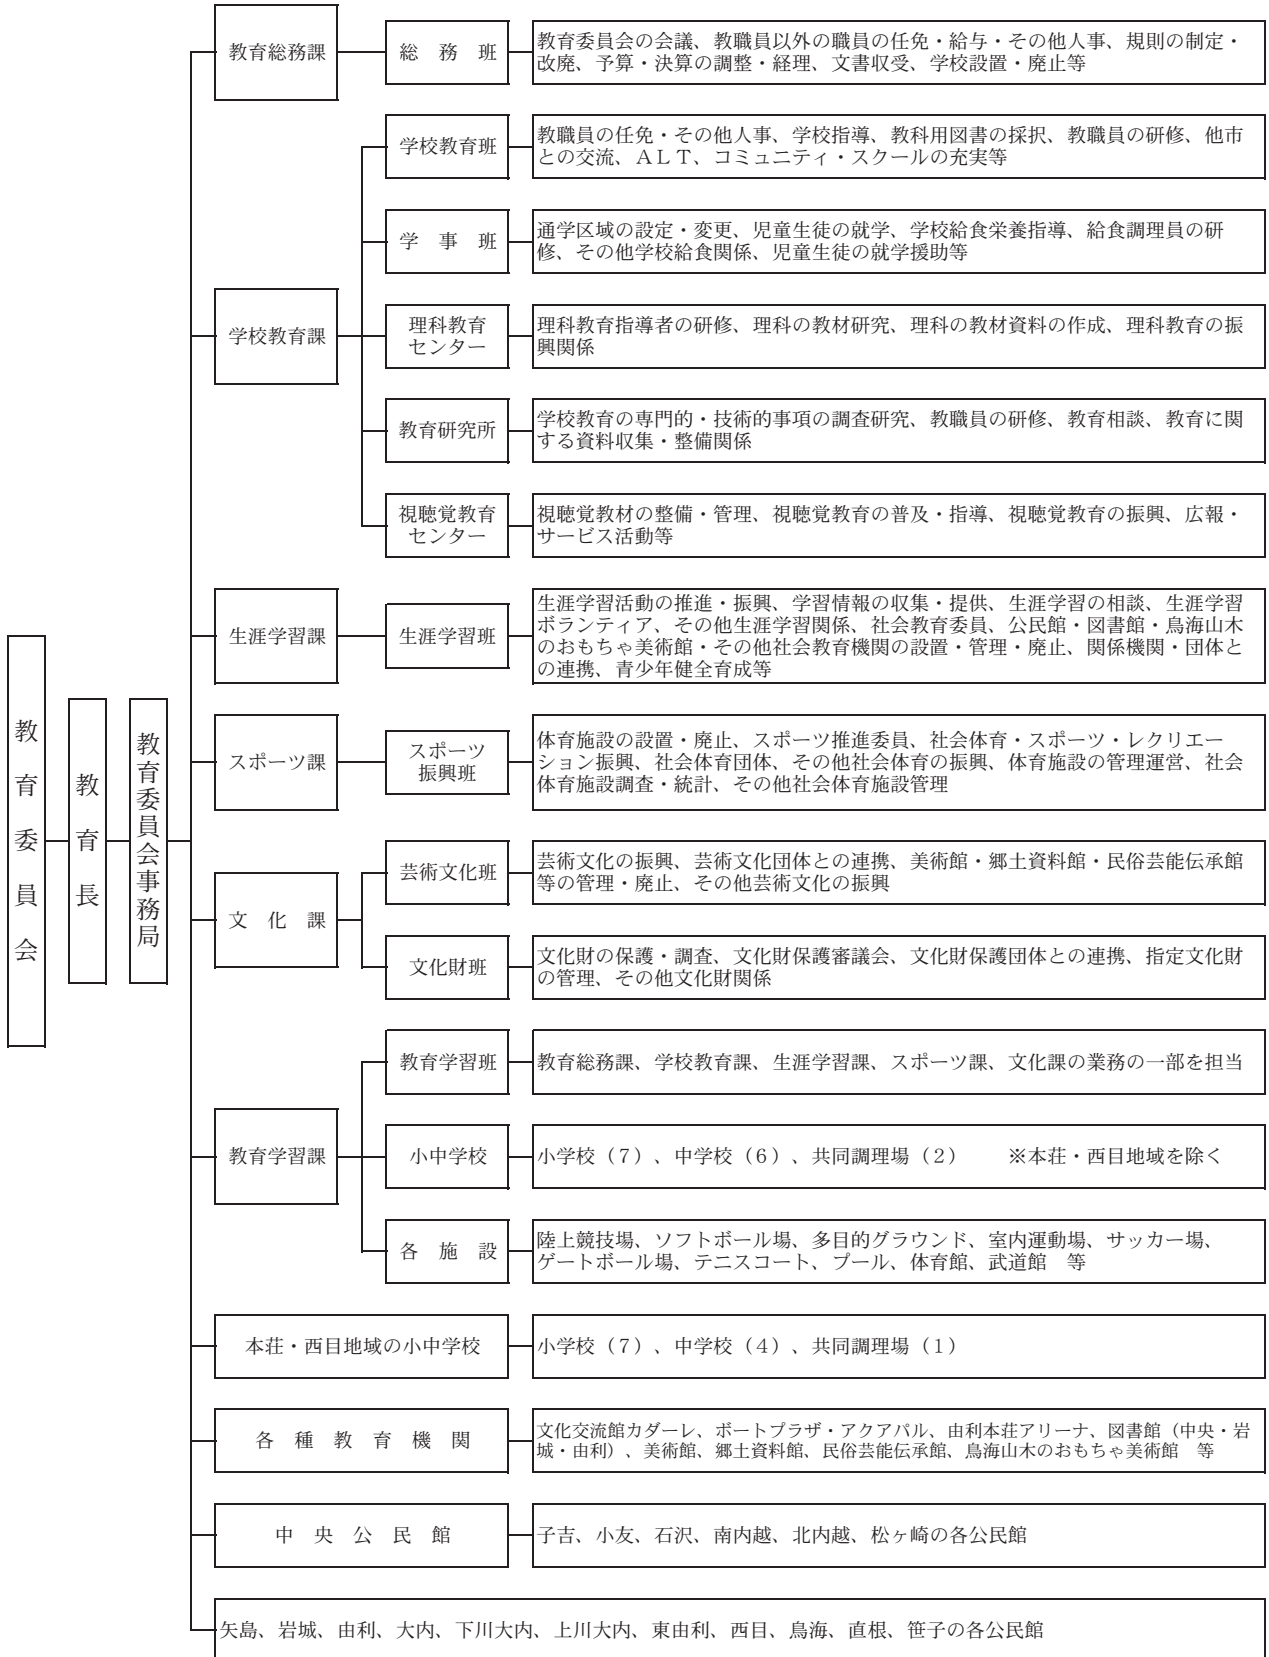 教育委員会
教育長
教育委員会事務局
教育総務課
総務班
教育委員会の会議、教職員以外の職員の任免・給与・その他人事、規則の制定・
改廃、予算・決算の調整・経理、文書収受、学校設置・廃止等
学校教育課
学校教育班
教職員の任免・その他人事、学校指導、教科用図書の採択、教職員の研修、他市
との交流、ＡＬＴ、コミュニティ・スクールの充実等
学事班
通学区域の設定・変更、児童生徒の就学、学校給食栄養指導、給食調理員の研
修、その他学校給食関係、児童生徒の就学援助等
理科教育
センター
理科教育指導者の研修、理科の教材研究、理科の教材資料の作成、理科教育の振
興関係
教育研究所
学校教育の専門的・技術的事項の調査研究、教職員の研修、教育相談、教育に関
する資料収集・整備関係
視聴覚教育
センター
視聴覚教材の整備・管理、視聴覚教育の普及・指導、視聴覚教育の振興、広報・
サービス活動等
生涯学習課
生涯学習班
生涯学習活動の推進・振興、学習情報の収集・提供、生涯学習の相談、生涯学習
ボランティア、その他生涯学習関係、社会教育委員、公民館・図書館・鳥海山木
のおもちゃ美術館・その他社会教育機関の設置・管理・廃止、関係機関・団体と
の連携、青少年健全育成等
スポーツ課
スポーツ
振興班
体育施設の設置・廃止、スポーツ推進委員、社会体育・スポーツ・レクリエー
ション振興、社会体育団体、その他社会体育の振興、体育施設の管理運営、社会
体育施設調査・統計、その他社会体育施設管理
文化課
芸術文化班
芸術文化の振興、芸術文化団体との連携、美術館・郷土資料館・民俗芸能伝承館
等の管理・廃止、その他芸術文化の振興
文化財班
文化財の保護・調査、文化財保護審議会、文化財保護団体との連携、指定文化財
の管理、その他文化財関係
教育学習課
教育学習班
教育総務課、学校教育課、生涯学習課、スポーツ課、文化課の業務の一部を担当
小中学校
小学校（７）、中学校（６）、共同調理場（２）　　※本荘・西目地域を除く
各施設
陸上競技場、ソフトボール場、多目的グラウンド、室内運動場、サッカー場、
ゲートボール場、テニスコート、プール、体育館、武道館　等
本荘・西目地域の小中学校
小学校（７）、中学校（４）、共同調理場（１）
各種教育機関
文化交流館カダーレ、ボートプラザ・アクアパル、由利本荘アリーナ、図書館（中央・岩
城・由利）、美術館、郷土資料館、民俗芸能伝承館、鳥海山木のおもちゃ美術館　等
中央公民館
子吉、小友、石沢、南内越、北内越、松ヶ崎の各公民館
矢島、岩城、由利、大内、下川大内、上川大内、東由利、西目、鳥海、直根、笹子の各公民館